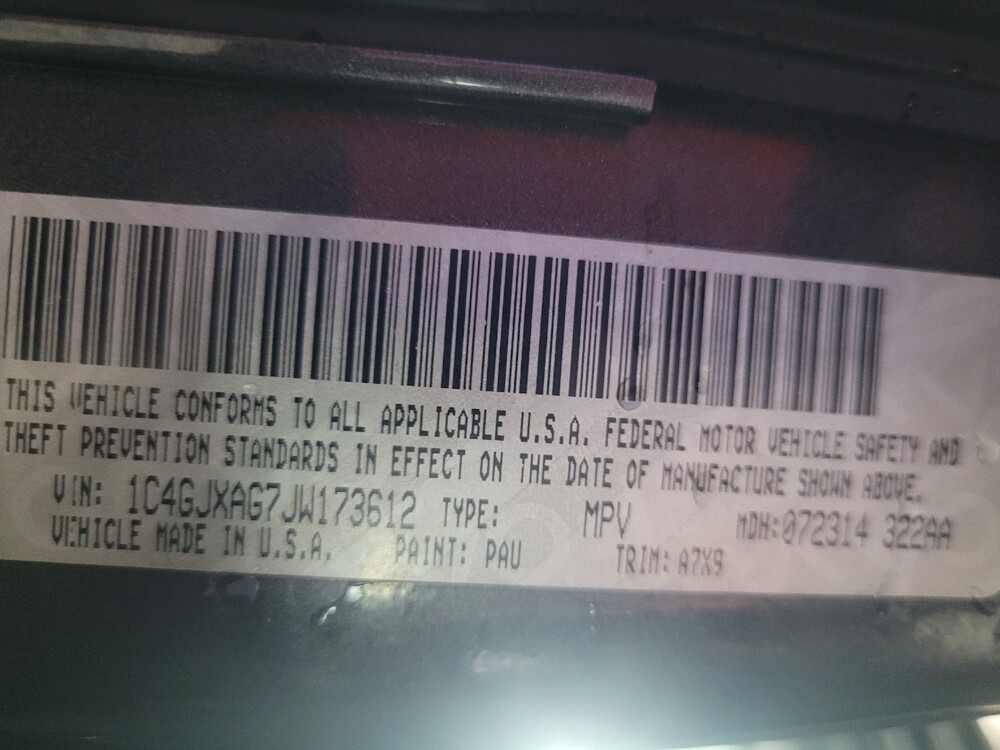 THIS VEHICLE CONFORMS TO ALL APPLICABLE U.S.A. FEDERAL MOTOR VEHICLE SAFETY AND
THEFT PREVENTION STANDARDS IN EFFECT ON THE DATE OF MANUFACTURE SHOWN ABOVE.
VIN: 1C4GJXAG7JW173612 TYPE: MPV MDH:072314 322AA
VEHICLE MADE IN U.S.A. PAINT: PAU TRIM: A7X9